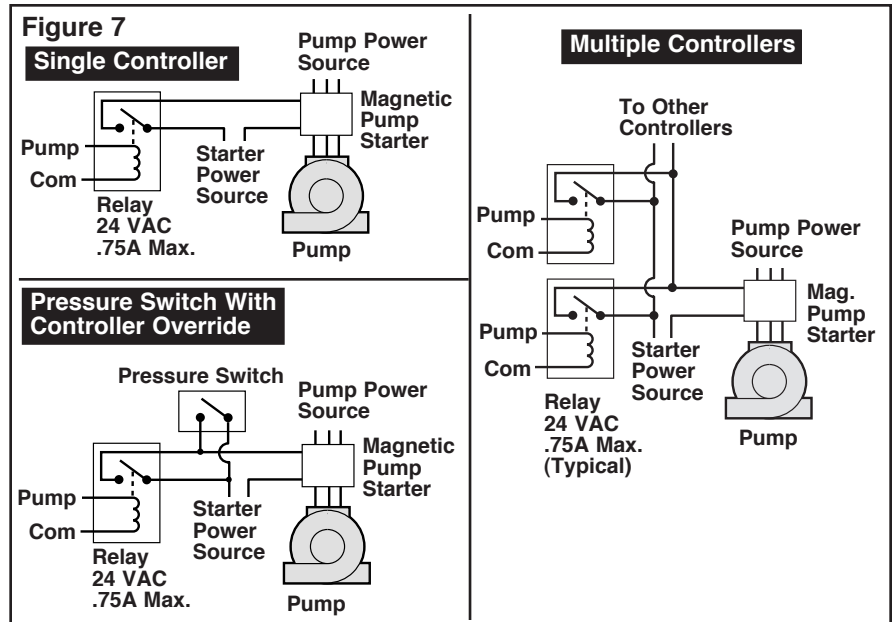 Figure 7
Single Controller
Pump Power
Source
Magnetic
Pump
Starter
Pump
Com
Starter
Power
Source
Relay
24 VAC
.75A Max.
Pump
Pressure Switch With
Controller Override
Pressure Switch
Pump Power
Source
Magnetic
Pump
Starter
Pump
Com
Starter
Power
Source
Relay
24 VAC
.75A Max.
Pump
Multiple Controllers
To Other
Controllers
Pump
Com
Pump Power
Source
Mag.
Pump
Starter
Pump
Com
Starter
Power
Source
Relay
24 VAC
.75A Max.
(Typical)
Pump